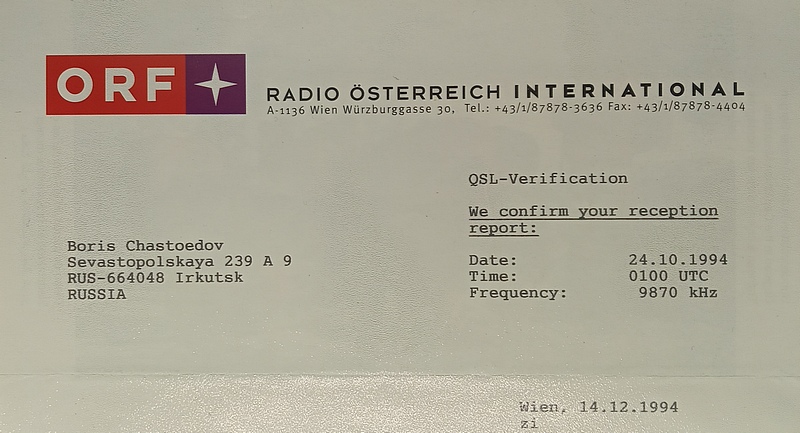 ORF
RADIO ÖSTERREICH INTERNATIONAL
A-1136 Wien Würzburggasse 30, Tel.: +43/1/87878-3636 Fax: +43/1/87878-4404
QSL-Verification
We confirm your reception
report:
Boris Chastoedov
Sevastopolskaya 239 A 9
RUS-664048 Irkutsk
RUSSIA
Date: 24.10.1994
Time: 0100 UTC
Frequency: 9870 kHz
Wien, 14.12.1994
zi